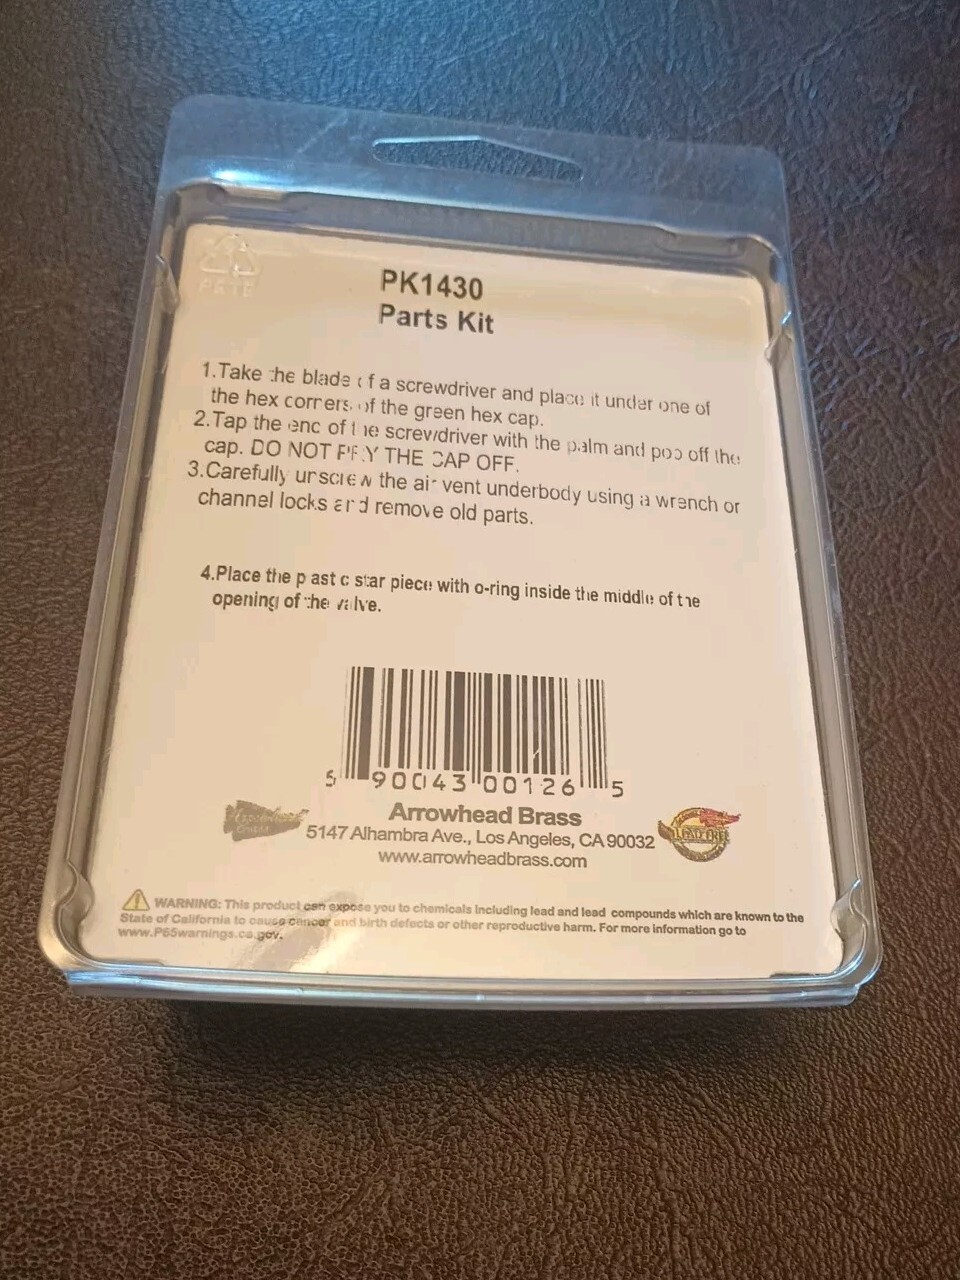 PK1430
Parts Kit
1.Take the blade of a screwdriver and place it under one of
the hex corners of the green hex cap.
2.Tap the end of the screwdriver with the palm and pop off the
cap. DO NOT PRY THE CAP OFF.
3.Carefully unscrew the air vent underbody using a wrench or
channel locks and remove old parts.
4.Place the plastic star piece with o-ring inside the middle of the
opening of the valve.
90043 00126 5
Arrowhead Brass
5147 Alhambra Ave., Los Angeles, CA 90032
www.arrowheadbrass.com
LEAD FREE
WARNING: This product can expose you to chemicals including lead and lead compounds which are known to the
State of California to cause cancer and birth defects or other reproductive harm. For more information go to
www.P65warnings.ca.gov.